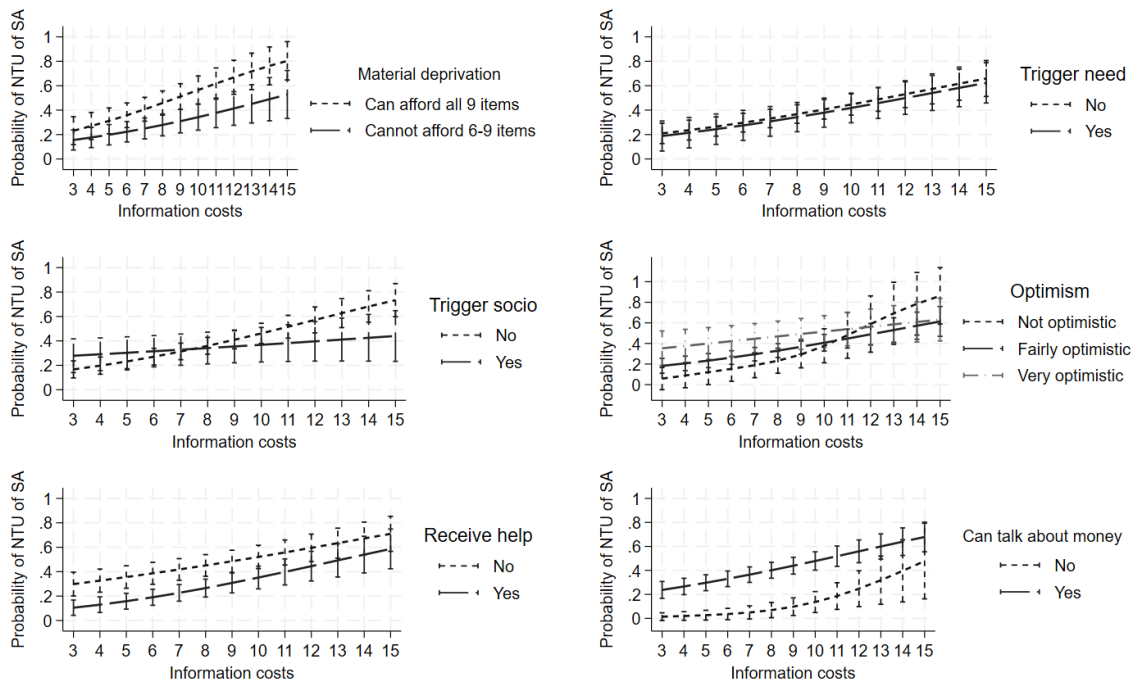 Probability of NTU of SA
1
.8
.6
.4
.2
0
3 4 5 6 7 8 9 10 11 12 13 14 15
Information costs
Material deprivation
Can afford all 9 items
Cannot afford 6-9 items
Probability of NTU of SA
1
.8
.6
.4
.2
0
3 4 5 6 7 8 9 10 11 12 13 14 15
Information costs
Trigger need
No
Yes
Probability of NTU of SA
1
.8
.6
.4
.2
0
3 4 5 6 7 8 9 10 11 12 13 14 15
Information costs
Trigger socio
No
Yes
Probability of NTU of SA
1
.8
.6
.4
.2
0
3 4 5 6 7 8 9 10 11 12 13 14 15
Information costs
Optimism
Not optimistic
Fairly optimistic
Very optimistic
Probability of NTU of SA
1
.8
.6
.4
.2
0
3 4 5 6 7 8 9 10 11 12 13 14 15
Information costs
Receive help
No
Yes
Probability of NTU of SA
1
.8
.6
.4
.2
0
3 4 5 6 7 8 9 10 11 12 13 14 15
Information costs
Can talk about money
No
Yes